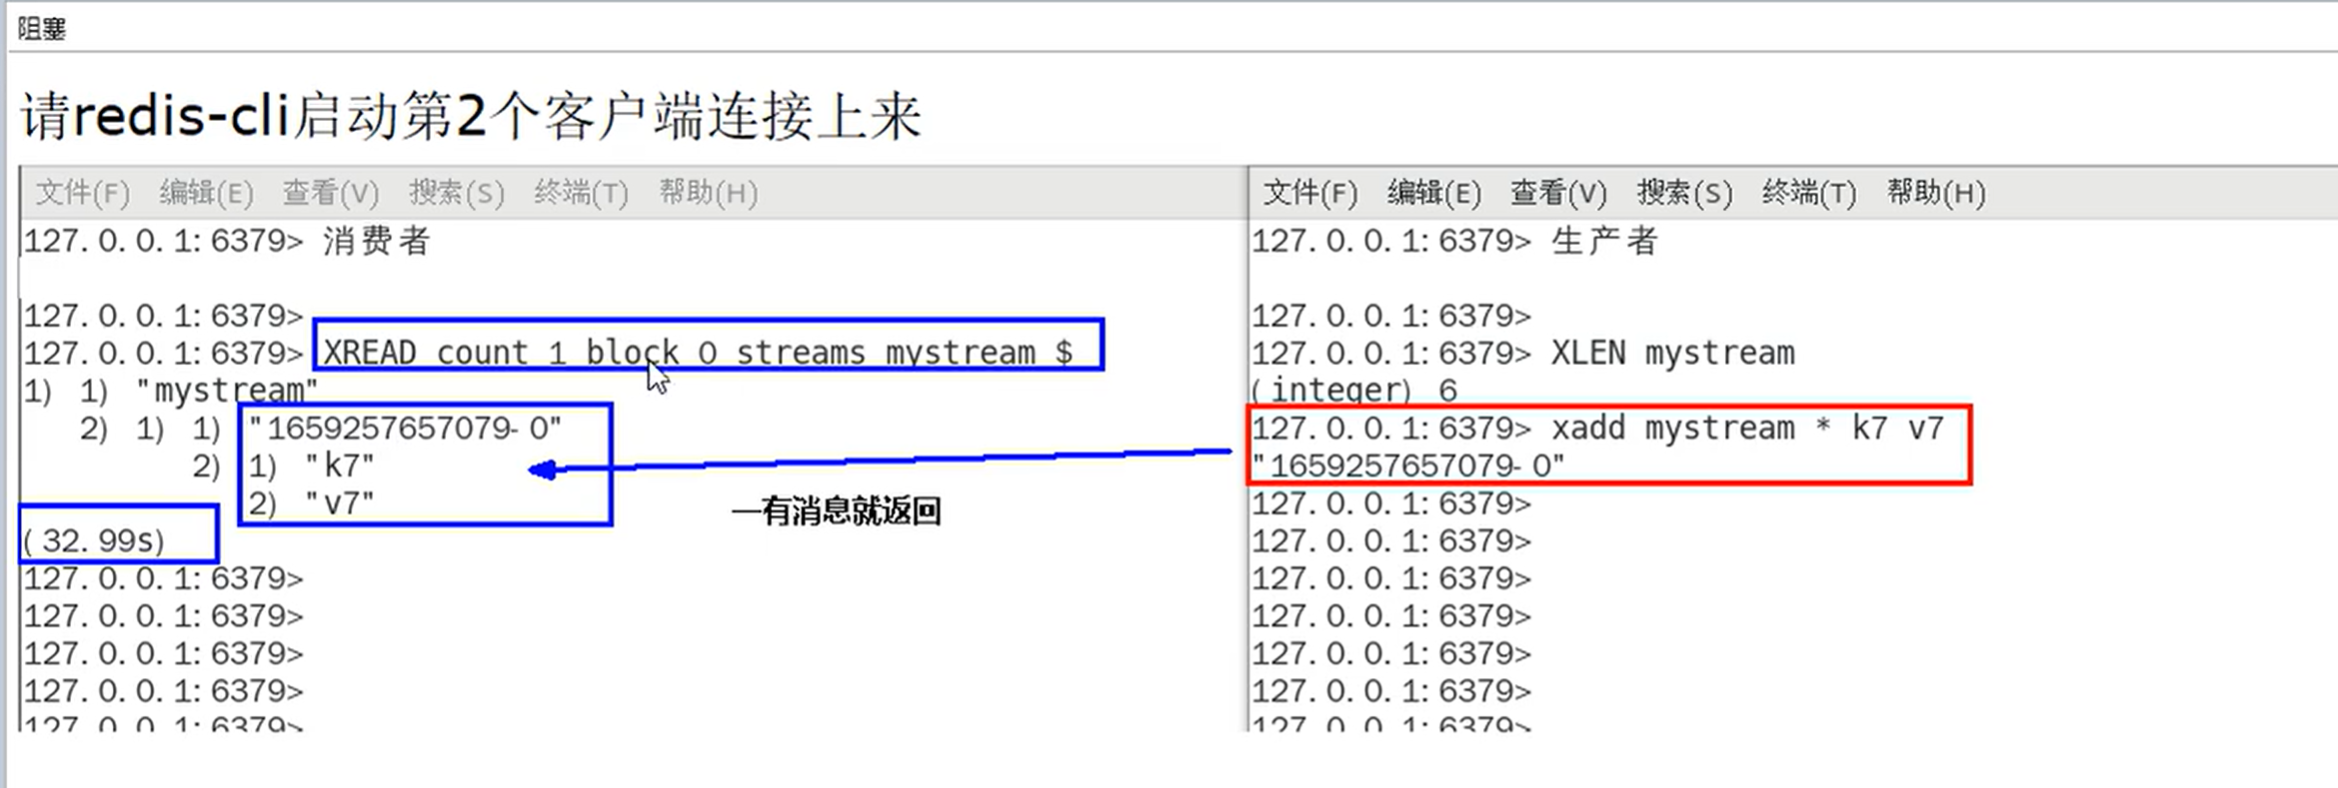 阻塞
请redis-cli启动第2个客户端连接上来
文件(F) 编辑(E) 查看(V) 搜索(S) 终端(T) 帮助(H)
127.0.0.1:6379> 消费者
127.0.0.1:6379>
127.0.0.1:6379> XREAD count 1 block 0 streams mystream $
1) 1) "mystream"
2) 1) 1) "1659257657079-0"
2) 1) "k7"
2) "v7"
(32.99s)
127.0.0.1:6379>
127.0.0.1:6379>
127.0.0.1:6379>
127.0.0.1:6379>
127.0.0.1:6379>
一有消息就返回
文件(F) 编辑(E) 查看(V) 搜索(S) 终端(T) 帮助(H)
127.0.0.1:6379> 生产者
127.0.0.1:6379>
127.0.0.1:6379> XLEN mystream
(integer) 6
127.0.0.1:6379> xadd mystream * k7 v7
"1659257657079-0"
127.0.0.1:6379>
127.0.0.1:6379>
127.0.0.1:6379>
127.0.0.1:6379>
127.0.0.1:6379>
127.0.0.1:6379>
127.0.0.1:6379>